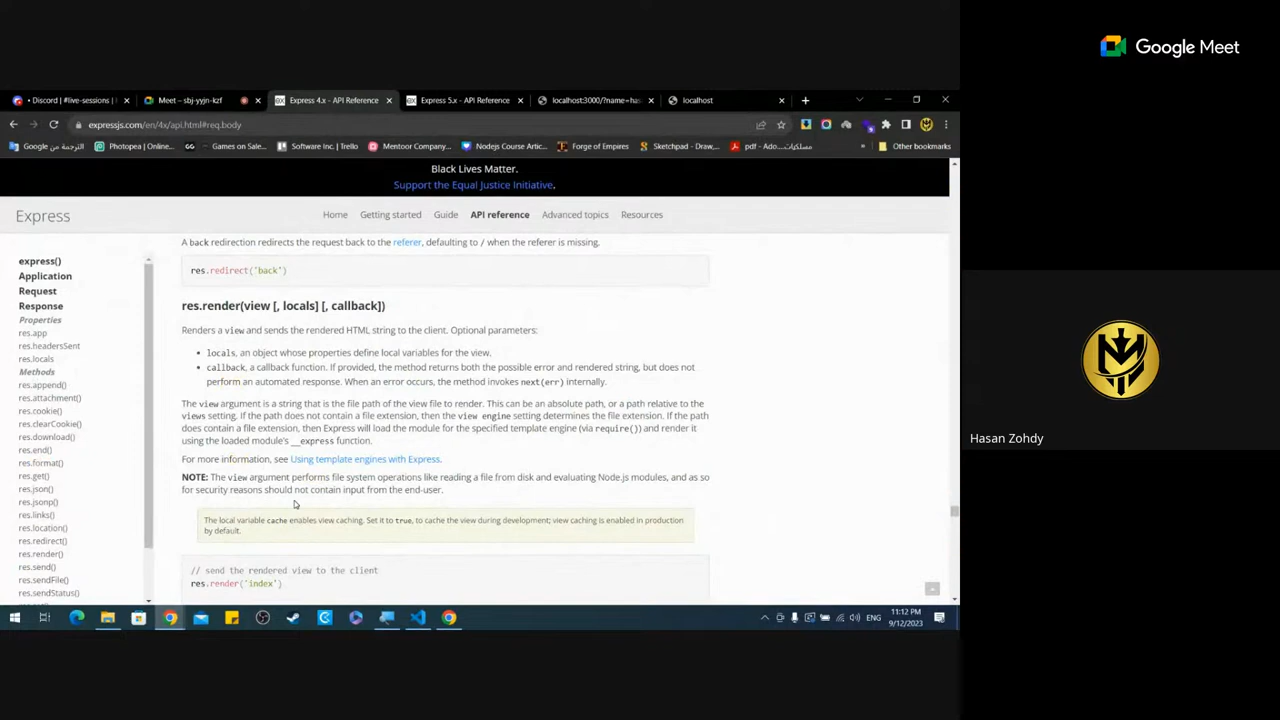 Google Meet
Discord | #live-sessions |
Meet – sbj-yyjn-kzf
Express 4.x - API Reference
Express 5.x - API Reference
localhost:3000/?name=has
localhost
expressjs.com/en/4x/api.html#req.body
الترجمة من Google
Photopea | Online...
Games on Sale...
Software Inc. | Trello
Mentoor Company...
Nodejs Course Artic...
Forge of Empires
Sketchpad - Draw,...
Other bookmarks
Black Lives Matter.
Support the Equal Justice Initiative.
Express
Home
Getting started
Guide
API reference
Advanced topics
Resources
express()
Application
Request
Response
Properties
res.app
res.headersSent
res.locals
Methods
res.append()
res.attachment()
res.cookie()
res.clearCookie()
res.download()
res.end()
res.format()
res.get()
res.json()
res.jsonp()
res.links()
res.location()
res.redirect()
res.render()
res.send()
res.sendFile()
res.sendStatus()
A back redirection redirects the request back to the referer, defaulting to / when the referer is missing.
res.redirect('back')
res.render(view [, locals] [, callback])
Renders a view and sends the rendered HTML string to the client. Optional parameters:
• locals, an object whose properties define local variables for the view.
• callback, a callback function. If provided, the method returns both the possible error and rendered string, but does not
perform an automated response. When an error occurs, the method invokes next(err) internally.
The view argument is a string that is the file path of the view file to render. This can be an absolute path, or a path relative to the
views setting. If the path does not contain a file extension, then the view engine setting determines the file extension. If the path
does contain a file extension, then Express will load the module for the specified template engine (via require()) and render it
using the loaded module's __express function.
For more information, see Using template engines with Express.
NOTE: The view argument performs file system operations like reading a file from disk and evaluating Node.js modules, and as so
for security reasons should not contain input from the end-user.
The local variable cache enables view caching. Set it to true, to cache the view during development; view caching is enabled in production
by default.
// send the rendered view to the client
res.render('index')
Hasan Zohdy
ENG
11:12 PM
9/12/2023